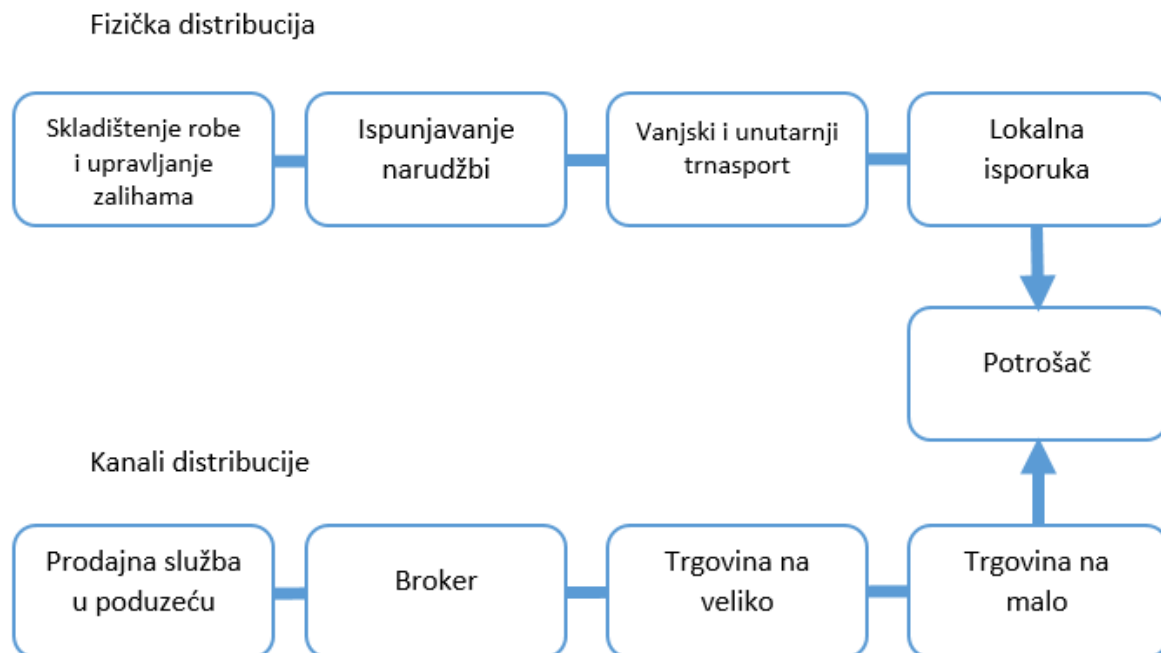 Fizička distribucija
Skladištenje robe
i upravljanje
zalihama
Ispunjavanje
narudžbi
Vanjski i unutarnji
trnasport
Lokalna
isporuka
Potrošač
Kanali distribucije
Prodajna služba
u poduzeću
Broker
Trgovina na
veliko
Trgovina na
malo